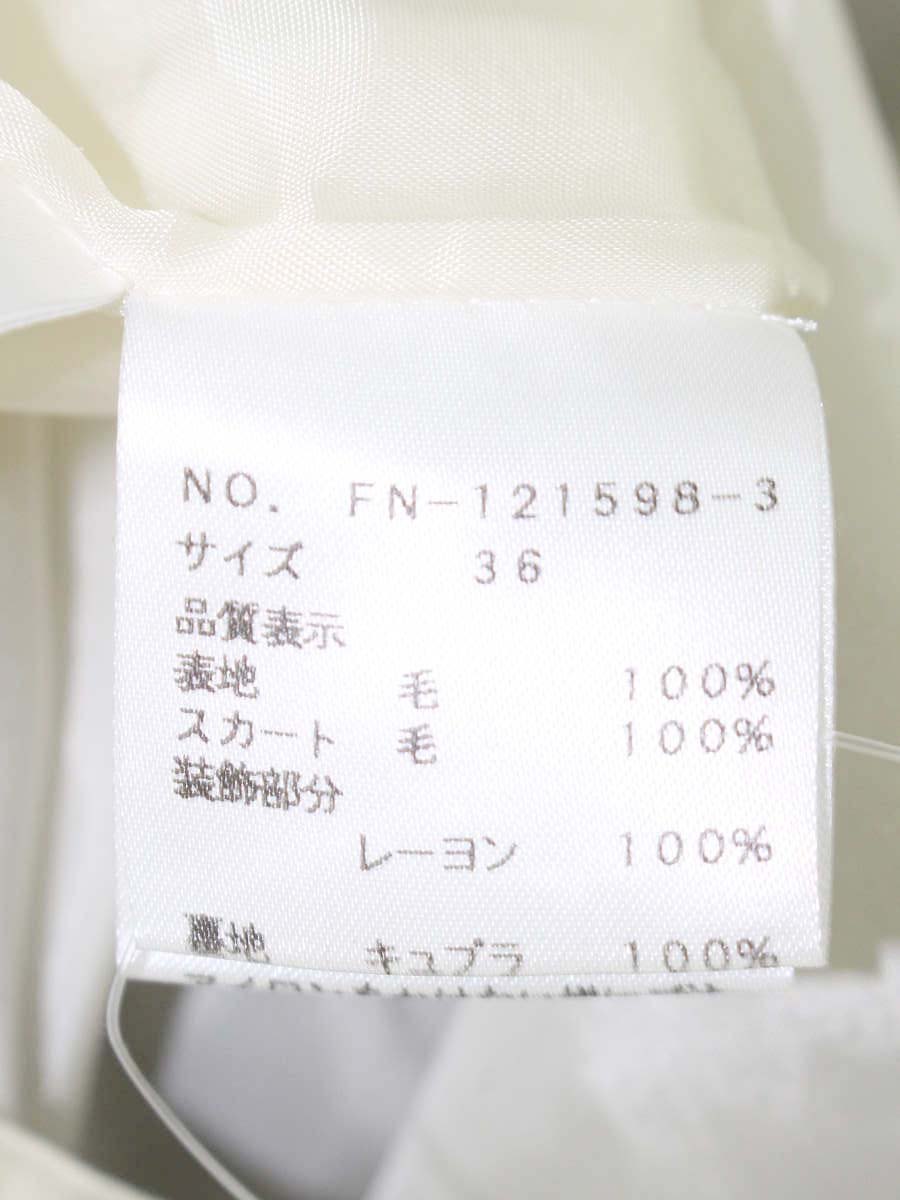 NO. FN-121598-3
サイズ 36
品質表示
表地 毛 100%
スカート 毛 100%
装飾部分
レーヨン 100%
裏地 キュプラ 100%